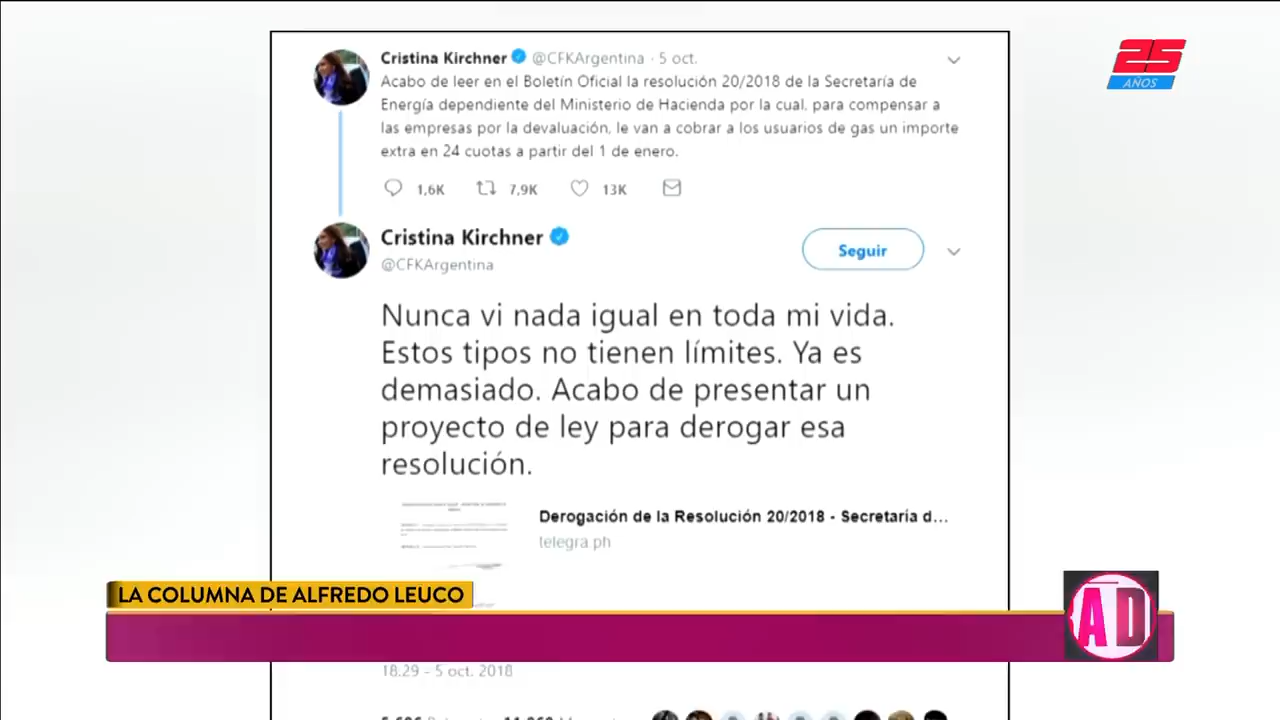 Cristina Kirchner @CFKArgentina · 5 oct.
Acabo de leer en el Boletín Oficial la resolución 20/2018 de la Secretaría de
Energía dependiente del Ministerio de Hacienda por la cual, para compensar a
las empresas por la devaluación, le van a cobrar a los usuarios de gas un importe
extra en 24 cuotas a partir del 1 de enero.
1,6K 7,9K 13K
25
AÑOS
Cristina Kirchner
@CFKArgentina
Seguir
Nunca vi nada igual en toda mi vida.
Estos tipos no tienen límites. Ya es
demasiado. Acabo de presentar un
proyecto de ley para derogar esa
resolución.
Derogación de la Resolución 20/2018 - Secretaría d...
telegra ph
LA COLUMNA DE ALFREDO LEUCO
AD
18.29 - 5 oct. 2018